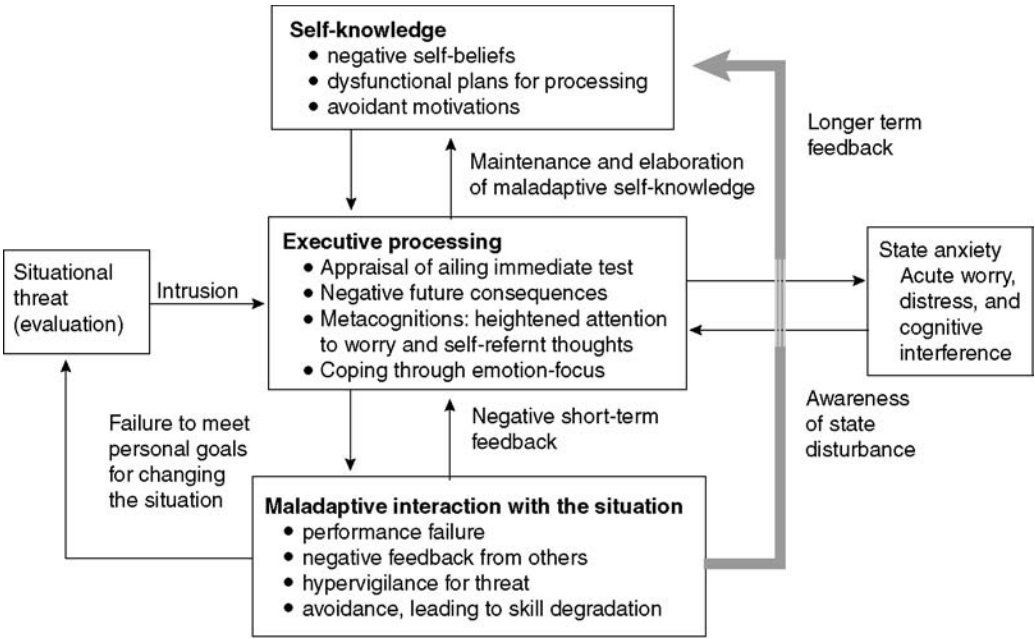 Self-knowledge
● negative self-beliefs
● dysfunctional plans for processing
● avoidant motivations
Longer term
feedback
Maintenance and elaboration
of maladaptive self-knowledge
Executive processing
● Appraisal of ailing immediate test
● Negative future consequences
● Metacognitions: heightened attention
to worry and self-refernt thoughts
● Coping through emotion-focus
Situational
threat
(evaluation)
Intrusion
State anxiety
Acute worry,
distress, and
cognitive
interference
Failure to meet
personal goals
for changing
the situation
Negative short-term
feedback
Awareness
of state
disturbance
Maladaptive interaction with the situation
● performance failure
● negative feedback from others
● hypervigilance for threat
● avoidance, leading to skill degradation